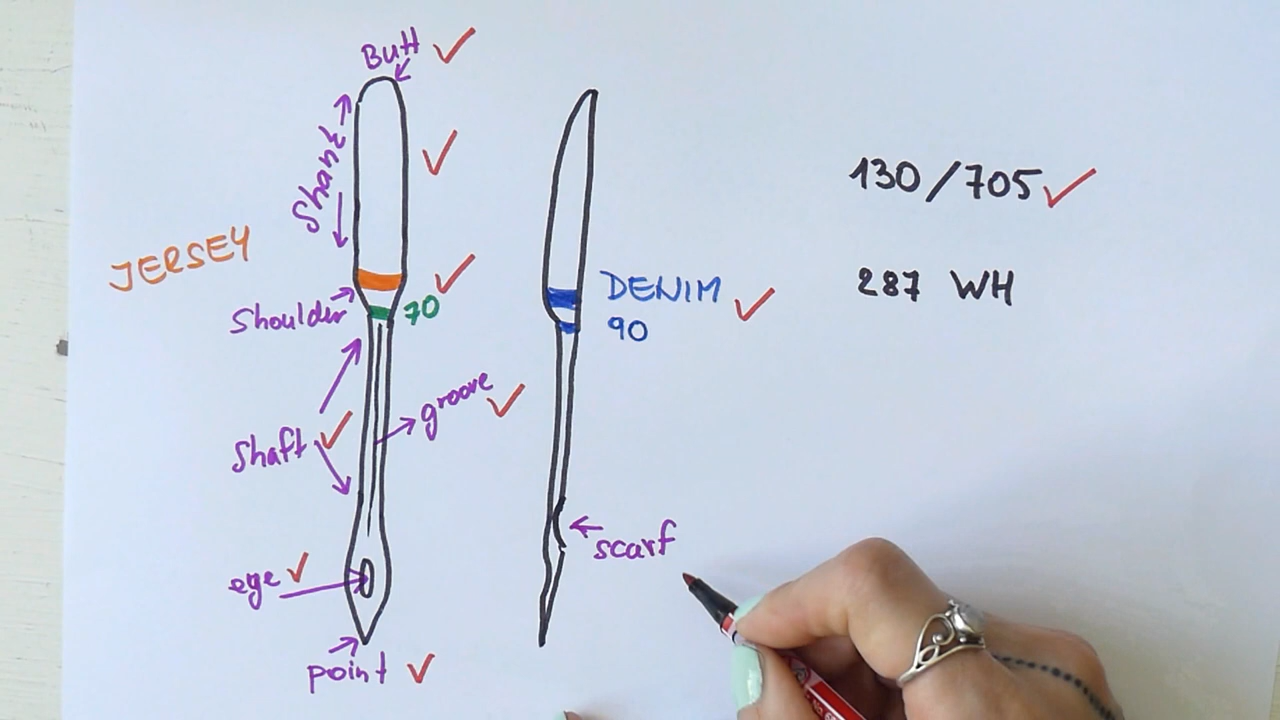 Butt
Shank
JERSEY
Shoulder
70
groove
shaft
eye
point
DENIM
90
scarf
130/705
287 WH